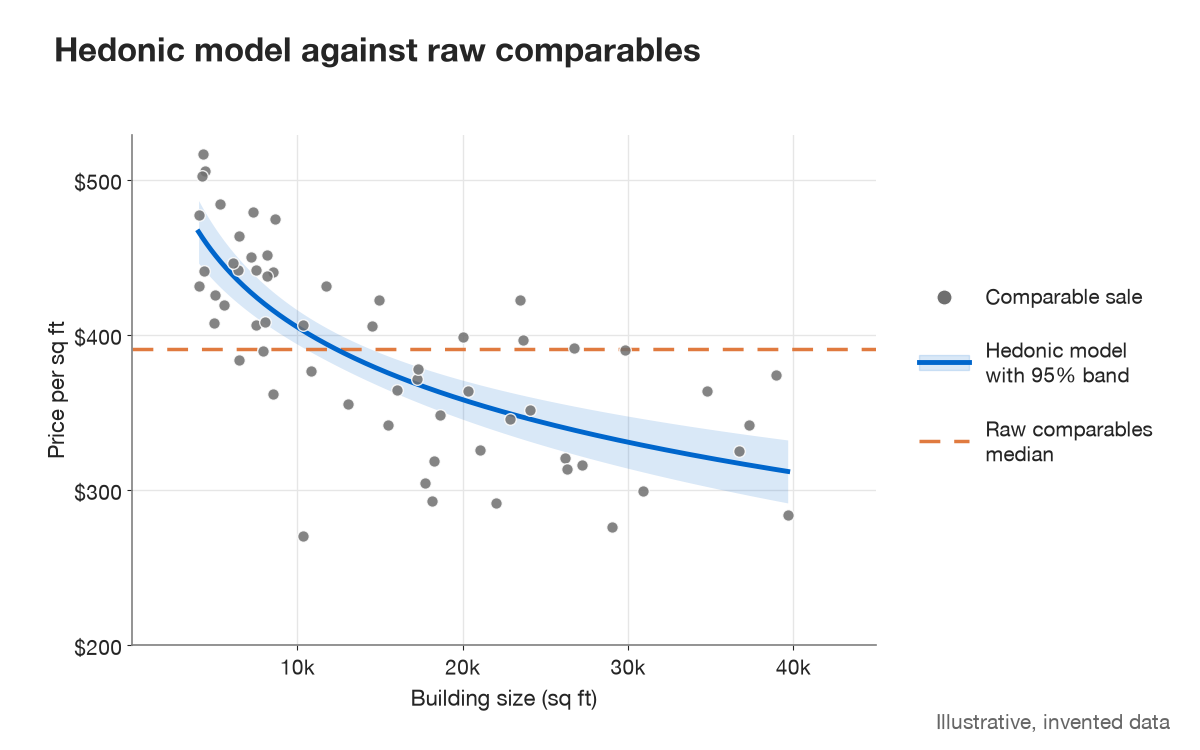 Hedonic model against raw comparables
$500
$400
$300
$200
Price per sq ft
10k
20k
30k
40k
Building size (sq ft)
Comparable sale
Hedonic model
with 95% band
Raw comparables
median
Illustrative, invented data